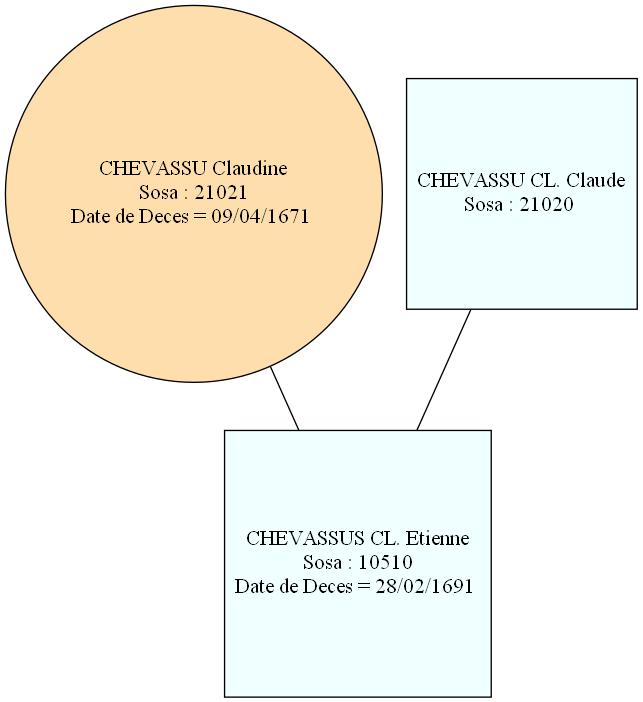 CHEVASSU Claudine
Sosa : 21021
Date de Deces = 09/04/1671
CHEVASSU CL. Claude
Sosa : 21020
CHEVASSUS CL. Etienne
Sosa : 10510
Date de Deces = 28/02/1691